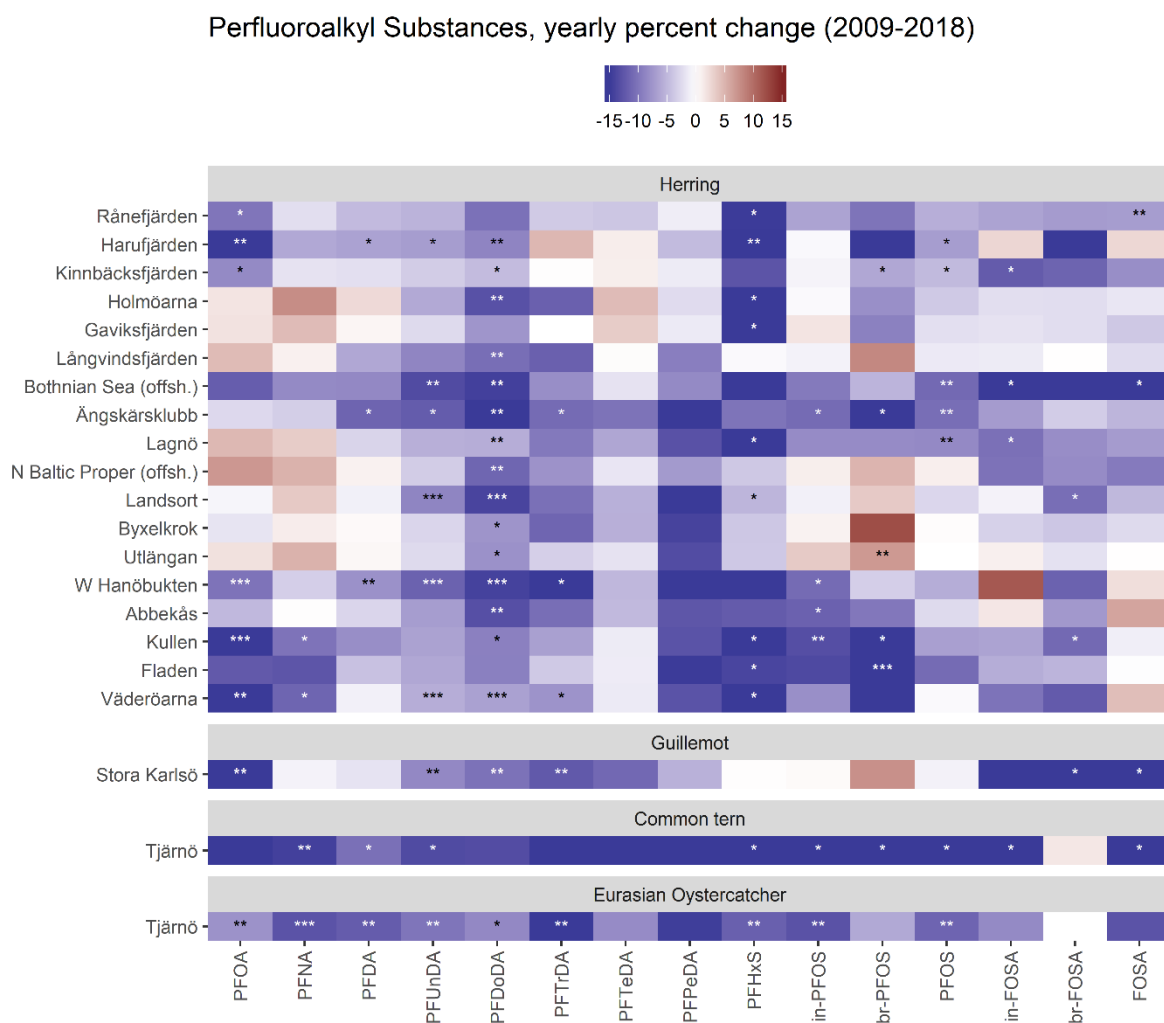 Perfluoroalkyl Substances, yearly percent change (2009-2018)
-15 -10 -5 0 5 10 15
Herring
Rånefjärden * * **
Harufjärden ** * * ** ** *
Kinnbäcksfjärden * * * * *
Holmöarna ** *
Gaviksfjärden *
Långvindsfjärden **
Bothnian Sea (offsh.) ** ** ** * *
Ängskärsklubb * * ** * * * **
Lagnö ** * ** *
N Baltic Proper (offsh.) **
Landsort *** *** * *
Byxelkrok *
Utlängan * **
W Hanöbukten *** ** *** *** * *
Abbekås ** *
Kullen *** * * * ** * *
Fladen * ***
Väderöarna ** * *** *** * *
Guillemot
Stora Karlsö ** ** ** ** * *
Common tern
Tjärnö ** * * * * * * * *
Eurasian Oystercatcher
Tjärnö ** *** ** ** * ** ** ** **
PFOA PFNA PFDA PFUnDA PFDoDA PFTrDA PFTeDA PFPeDA PFHxS in-PFOS br-PFOS PFOS in-FOSA br-FOSA FOSA